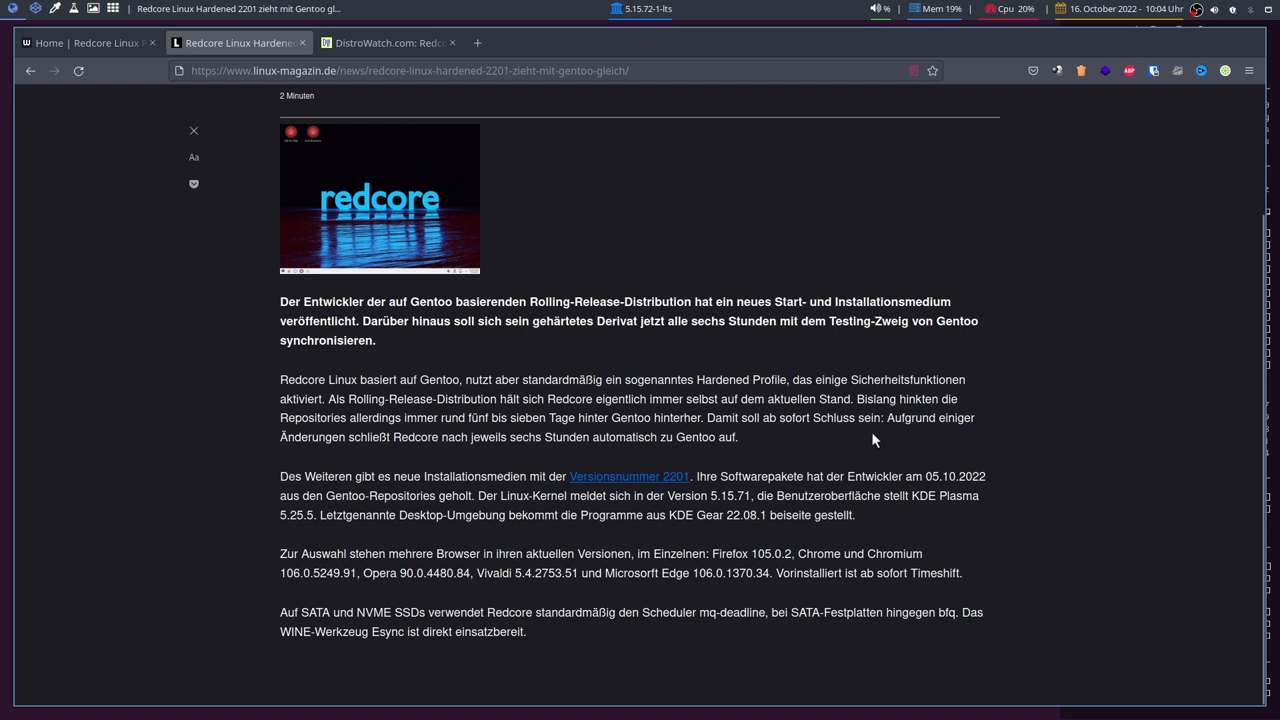 Redcore Linux Hardened 2201 zieht mit Gentoo gl...
5.15.72-1-lts
% | Mem 19% | Cpu 20% | 16. October 2022 - 10:04 Uhr |
Home | Redcore Linux P
Redcore Linux Hardene
DistroWatch.com: Redc
https://www.linux-magazin.de/news/redcore-linux-hardened-2201-zieht-mit-gentoo-gleich/
ABP
2 Minuten
Aa
redcore
Der Entwickler der auf Gentoo basierenden Rolling-Release-Distribution hat ein neues Start- und Installationsmedium
veröffentlicht. Darüber hinaus soll sich sein gehärtetes Derivat jetzt alle sechs Stunden mit dem Testing-Zweig von Gentoo
synchronisieren.
Redcore Linux basiert auf Gentoo, nutzt aber standardmäßig ein sogenanntes Hardened Profile, das einige Sicherheitsfunktionen
aktiviert. Als Rolling-Release-Distribution hält sich Redcore eigentlich immer selbst auf dem aktuellen Stand. Bislang hinkten die
Repositories allerdings immer rund fünf bis sieben Tage hinter Gentoo hinterher. Damit soll ab sofort Schluss sein: Aufgrund einiger
Änderungen schließt Redcore nach jeweils sechs Stunden automatisch zu Gentoo auf.
Des Weiteren gibt es neue Installationsmedien mit der Versionsnummer 2201. Ihre Softwarepakete hat der Entwickler am 05.10.2022
aus den Gentoo-Repositories geholt. Der Linux-Kernel meldet sich in der Version 5.15.71, die Benutzeroberfläche stellt KDE Plasma
5.25.5. Letztgenannte Desktop-Umgebung bekommt die Programme aus KDE Gear 22.08.1 beiseite gestellt.
Zur Auswahl stehen mehrere Browser in ihren aktuellen Versionen, im Einzelnen: Firefox 105.0.2, Chrome und Chromium
106.0.5249.91, Opera 90.0.4480.84, Vivaldi 5.4.2753.51 und Microsorft Edge 106.0.1370.34. Vorinstalliert ist ab sofort Timeshift.
Auf SATA und NVME SSDs verwendet Redcore standardmäßig den Scheduler mq-deadline, bei SATA-Festplatten hingegen bfq. Das
WINE-Werkzeug Esync ist direkt einsatzbereit.